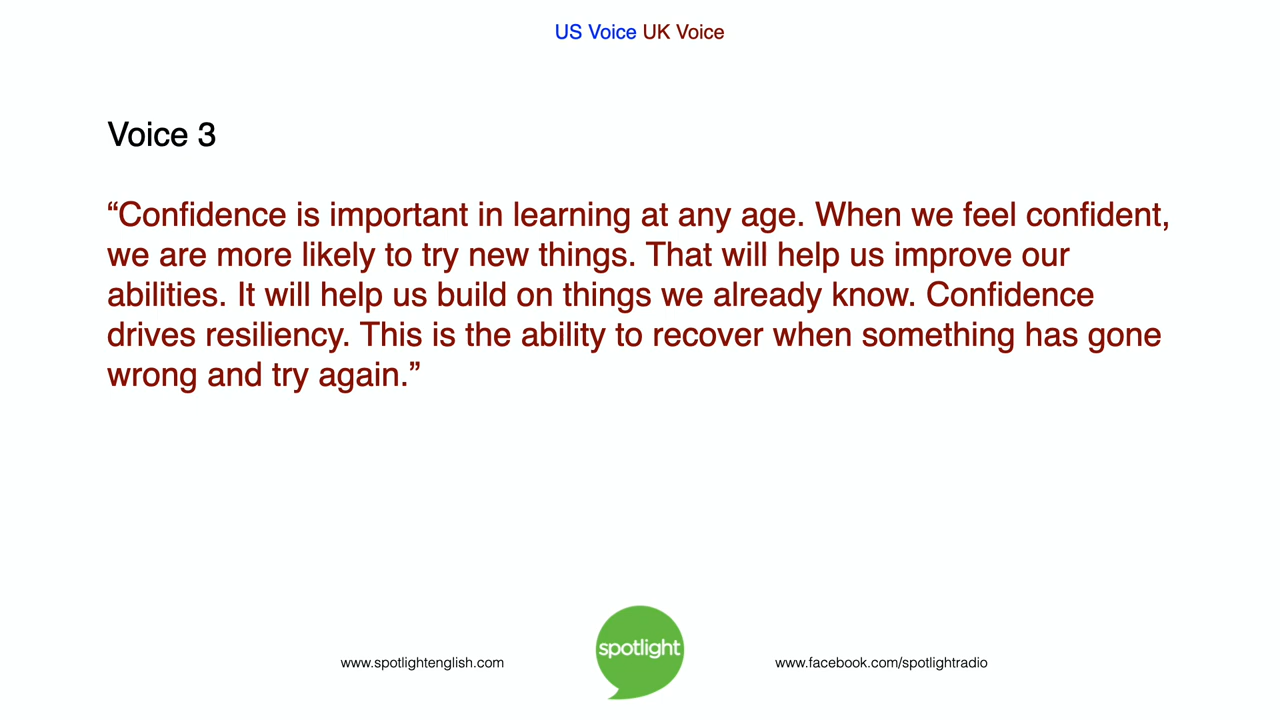 US Voice UK Voice
Voice 3
“Confidence is important in learning at any age. When we feel confident,
we are more likely to try new things. That will help us improve our
abilities. It will help us build on things we already know. Confidence
drives resiliency. This is the ability to recover when something has gone
wrong and try again.”
spotlight
www.spotlightenglish.com
www.facebook.com/spotlightradio